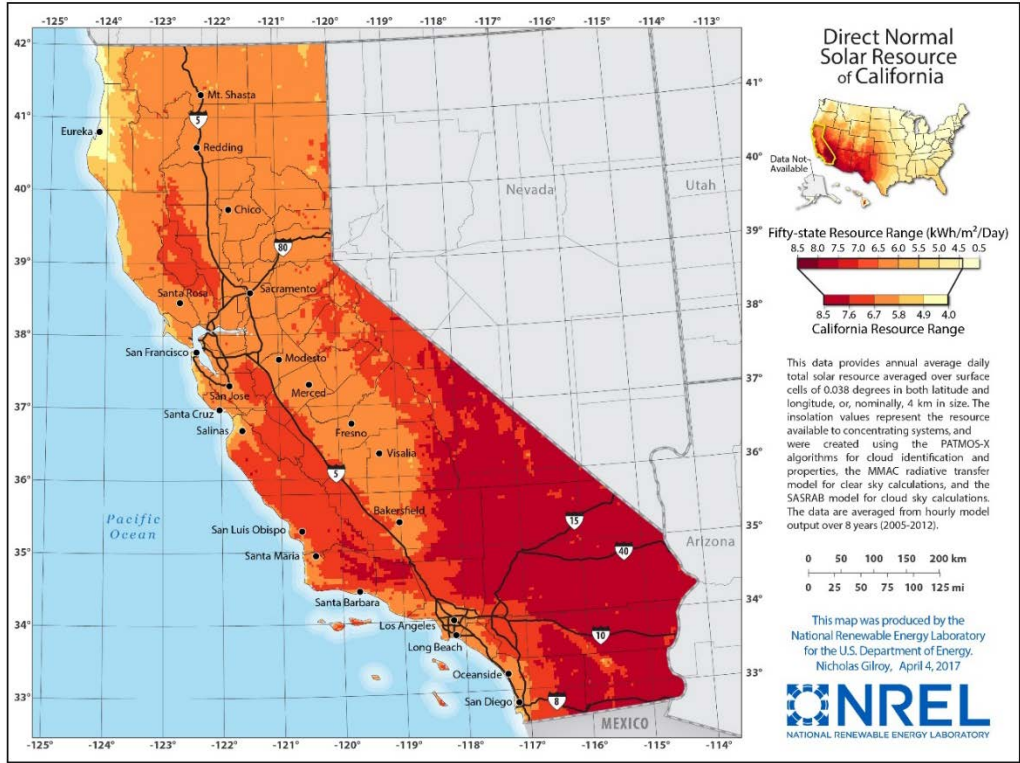 -125° -124° -123° -122° -121° -120° -119° -118° -117° -116° -115° -114°
42°
41°
40°
39°
38°
37°
36°
35°
34°
33°
41°
40°
39°
38°
37°
36°
35°
34°
33°
-125° -124° -123° -122° -121° -120° -119° -118° -117° -116° -115° -114°
Mt. Shasta
5
Eureka
Redding
Chico
80
Santa Rosa
Sacramento
San Francisco
Modesto
San Jose
Merced
Santa Cruz
Salinas
Fresno
Visalia
5
Bakersfield
San Luis Obispo
Santa Maria
Santa Barbara
Los Angeles
Long Beach
Oceanside
San Diego
15
40
10
8
Nevada
Utah
Arizona
MEXICO
Pacific
Ocean
Direct Normal
Solar Resource
of California
Data Not
Available
Fifty-state Resource Range (kWh/m²/Day)
8.5 8.0 7.5 7.0 6.5 6.0 5.5 5.0 4.5 0.5
8.5 7.6 6.7 5.8 4.9 4.0
California Resource Range
This data provides annual average daily
total solar resource averaged over surface
cells of 0.038 degrees in both latitude and
longitude, or, nominally, 4 km in size. The
insolation values represent the resource
available to concentrating systems, and
were created using the PATMOS-X
algorithms for cloud identification and
properties, the MMAC radiative transfer
model for clear sky calculations, and the
SASRAB model for cloud sky calculations.
The data are averaged from hourly model
output over 8 years (2005-2012).
0 50 100 150 200 km
0 25 50 75 100 125 mi
This map was produced by the
National Renewable Energy Laboratory
for the U.S. Department of Energy.
Nicholas Gilroy, April 4, 2017
NREL
NATIONAL RENEWABLE ENERGY LABORATORY